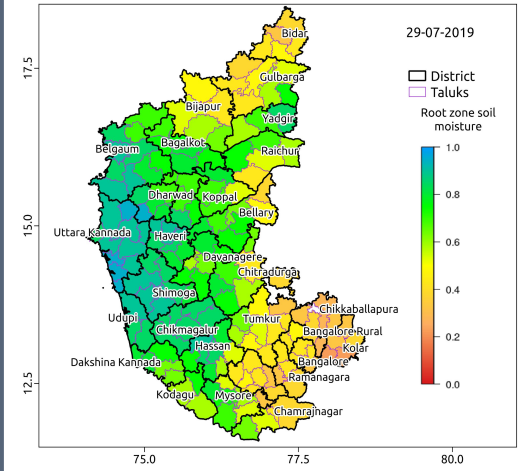 29-07-2019
District
Taluks
Root zone soil
moisture
1.0
0.8
0.6
0.4
0.2
0.0
17.5
15.0
12.5
75.0
77.5
80.0
Bidar
Gulbarga
Bijapur
Yadgir
Bagalkot
Belgaum
Raichur
Dharwad
Koppal
Bellary
Uttara Kannada
Haveri
Davanagere
Chitradurga
Shimoga
Chikkaballapura
Udupi
Tumkur
Chikmagalur
Bangalore Rural
Hassan
Kolar
Dakshina Kannada
Bangalore
Ramanagara
Kodagu
Mysore
Chamrajnagar